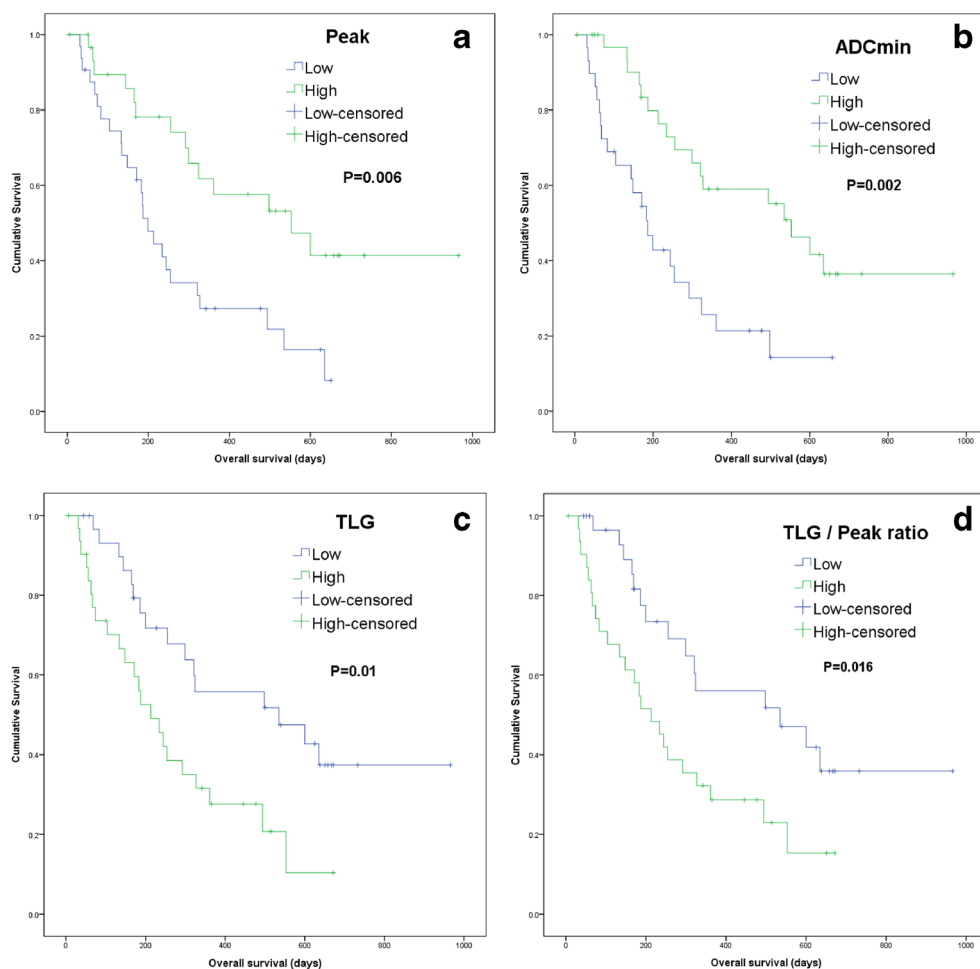 a
Peak
Low
High
Low-censored
High-censored
P=0.006
Cumulative Survival
1.0
0.8
0.6
0.4
0.2
0.0
0
200
400
600
800
1000
Overall survival (days)
b
ADCmin
Low
High
Low-censored
High-censored
P=0.002
Cumulative Survival
1.0
0.8
0.6
0.4
0.2
0.0
0
200
400
600
800
1000
Overall survival (days)
c
TLG
Low
High
Low-censored
High-censored
P=0.01
Cumulative Survival
1.0
0.8
0.6
0.4
0.2
0.0
0
200
400
600
800
1000
Overall survival (days)
d
TLG / Peak ratio
Low
High
Low-censored
High-censored
P=0.016
Cumulative Survival
1.0
0.8
0.6
0.4
0.2
0.0
0
200
400
600
800
1000
Overall survival (days)